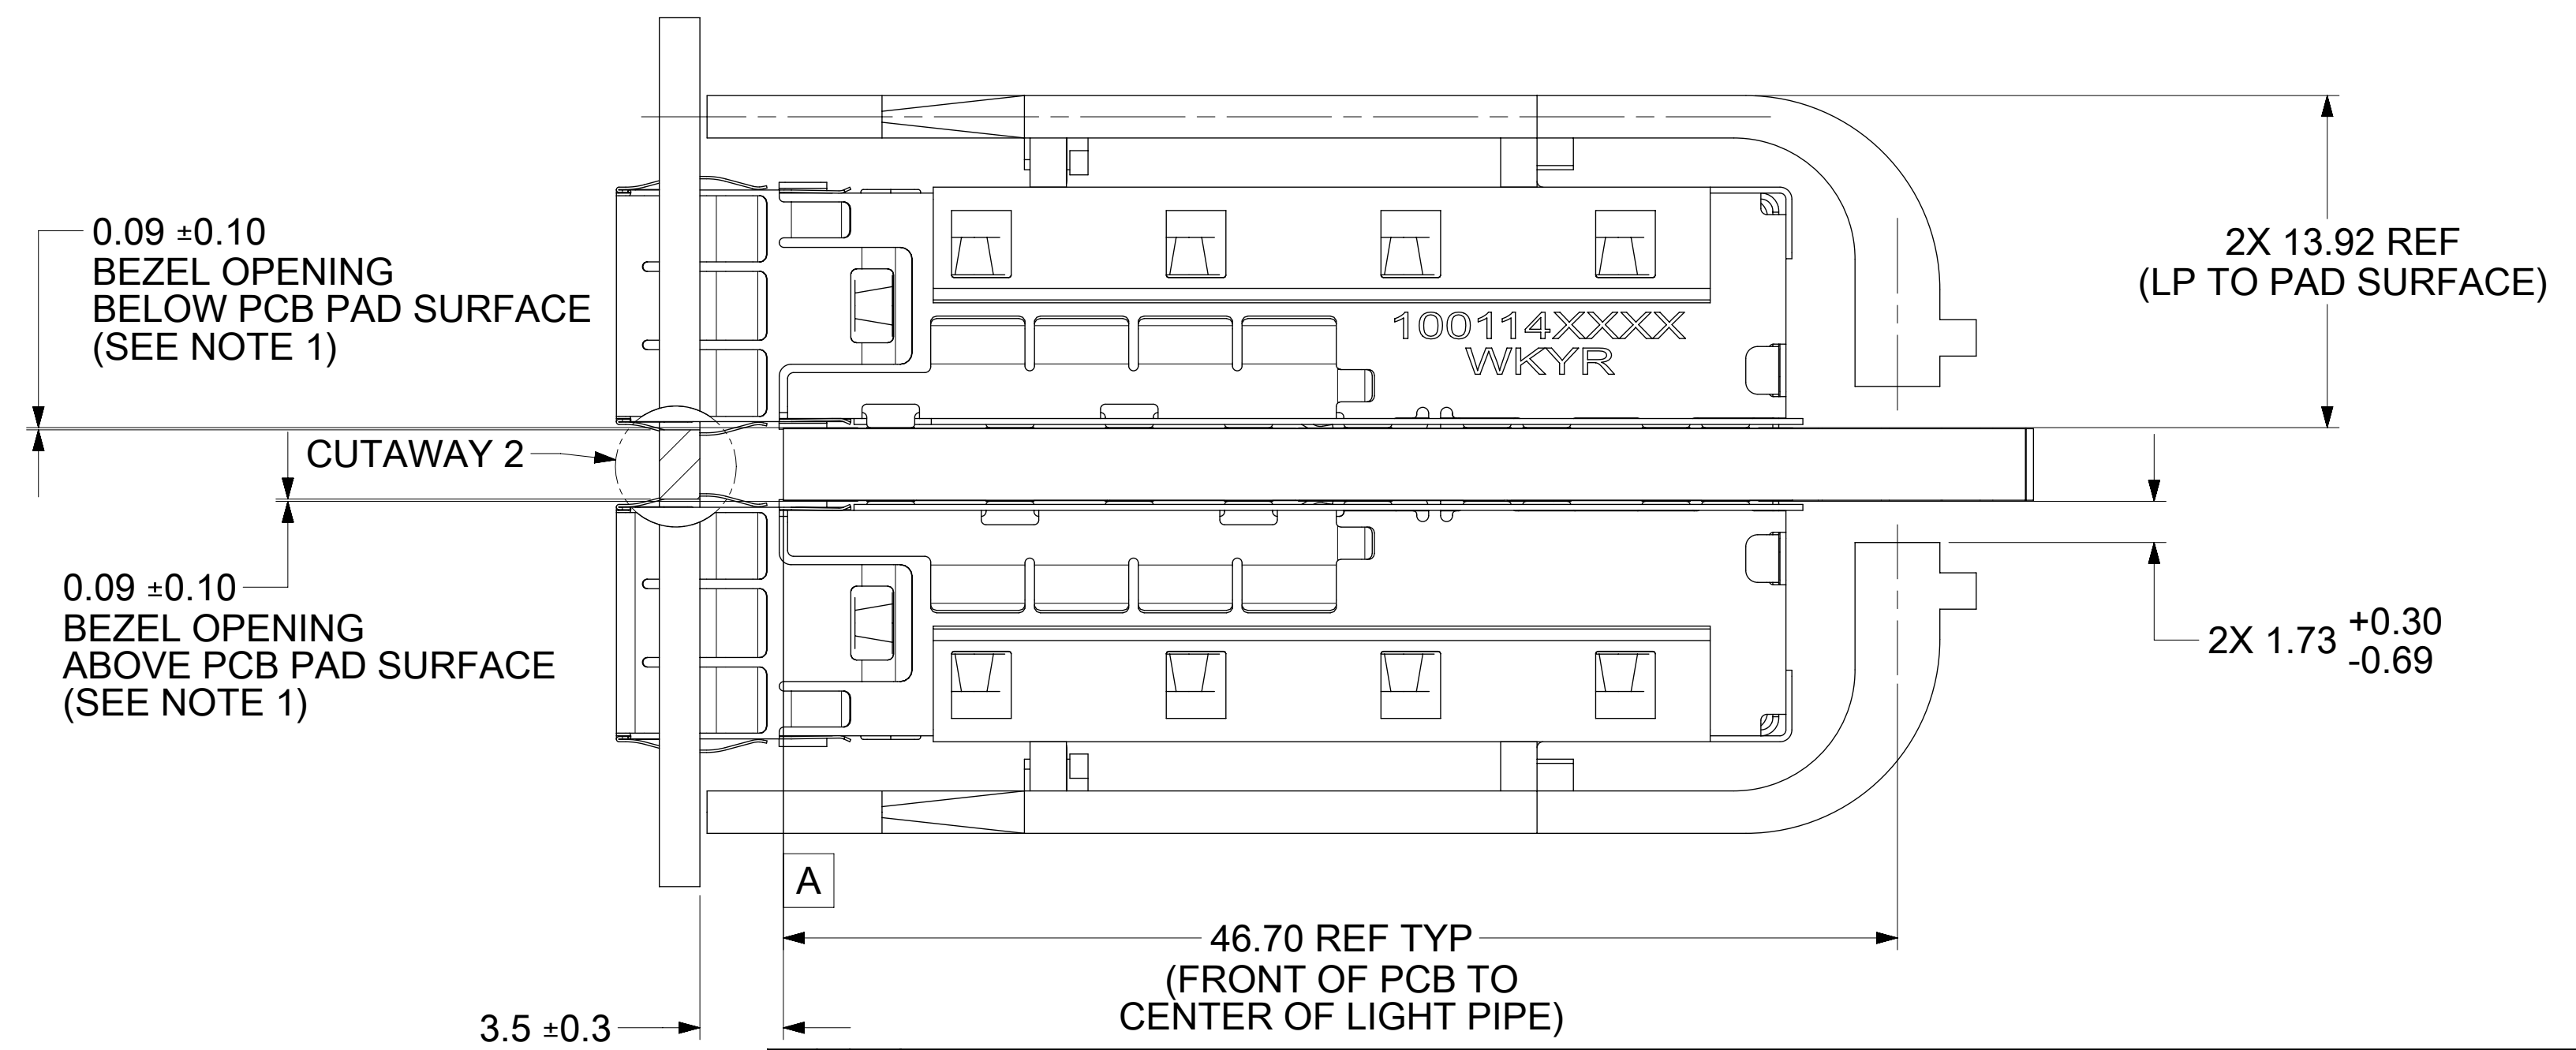 0.09 ±0.10
BEZEL OPENING
BELOW PCB PAD SURFACE
(SEE NOTE 1)
2X 13.92 REF
(LP TO PAD SURFACE)
100114XXXX
WKYR
CUTAWAY 2
0.09 ±0.10
BEZEL OPENING
ABOVE PCB PAD SURFACE
(SEE NOTE 1)
2X 1.73 +0.30
-0.69
A
46.70 REF TYP
(FRONT OF PCB TO
CENTER OF LIGHT PIPE)
3.5 ±0.3